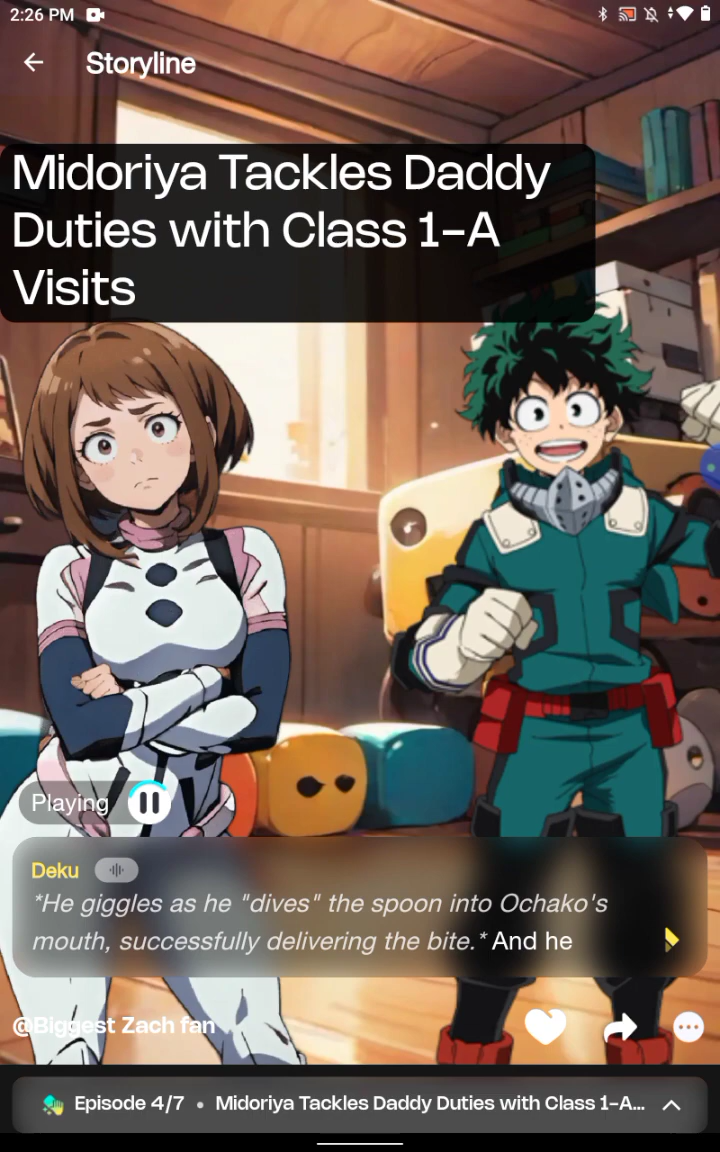 2:26 PM
Storyline
Midoriya Tackles Daddy
Duties with Class 1-A
Visits
Playing
Deku
*He giggles as he "dives" the spoon into Ochako's
mouth, successfully delivering the bite.* And he
@Biggest Zach fan
Episode 4/7 • Midoriya Tackles Daddy Duties with Class 1-A...